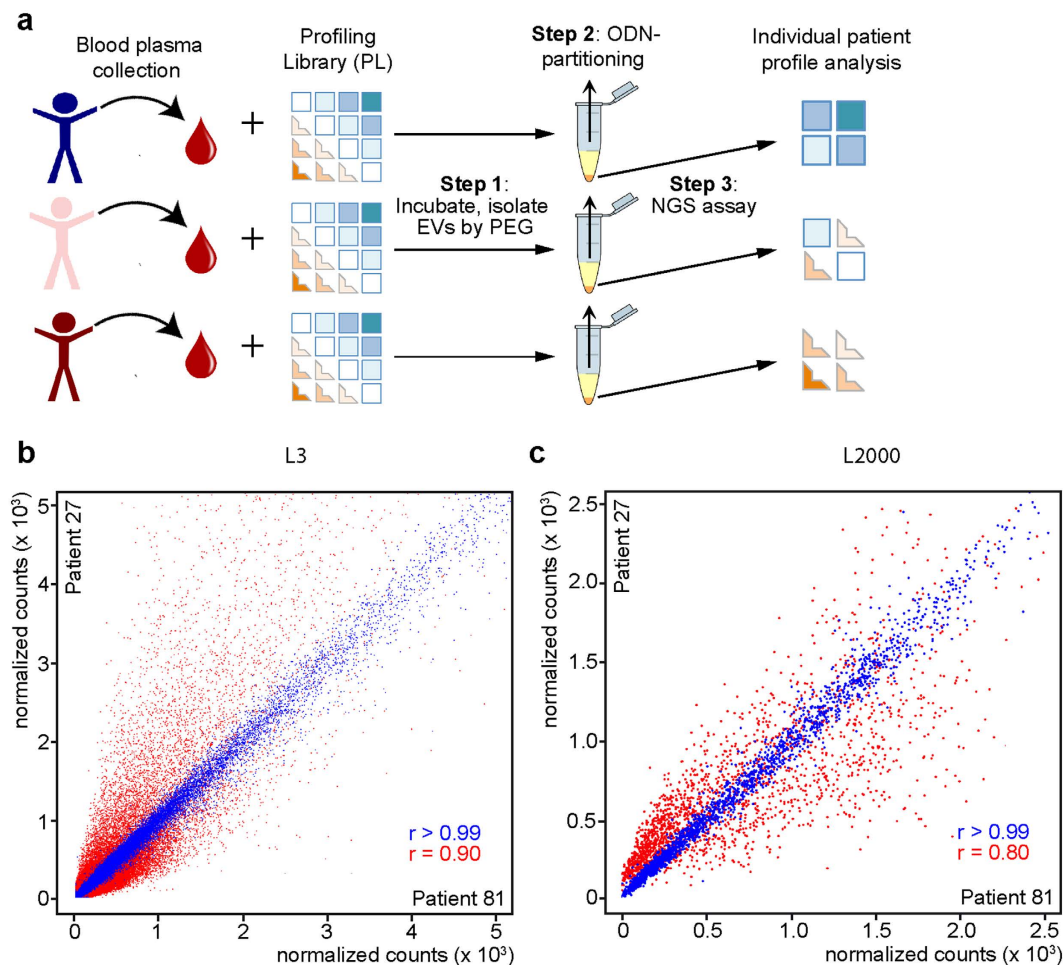 a
Blood plasma
collection
Profiling
Library (PL)
Step 2: ODN-
partitioning
Individual patient
profile analysis
+
+
+
Step 1:
Incubate, isolate
EVs by PEG
Step 3:
NGS assay
b
L3
normalized counts (x 10³)
Patient 27
5
4
3
2
1
0
r > 0.99
r = 0.90
Patient 81
0
1
2
3
4
5
normalized counts (x 10³)
c
L2000
normalized counts (x 10³)
Patient 27
2.5
2.0
1.5
1.0
0.5
0
r > 0.99
r = 0.80
Patient 81
0
0.5
1.0
1.5
2.0
2.5
normalized counts (x 10³)